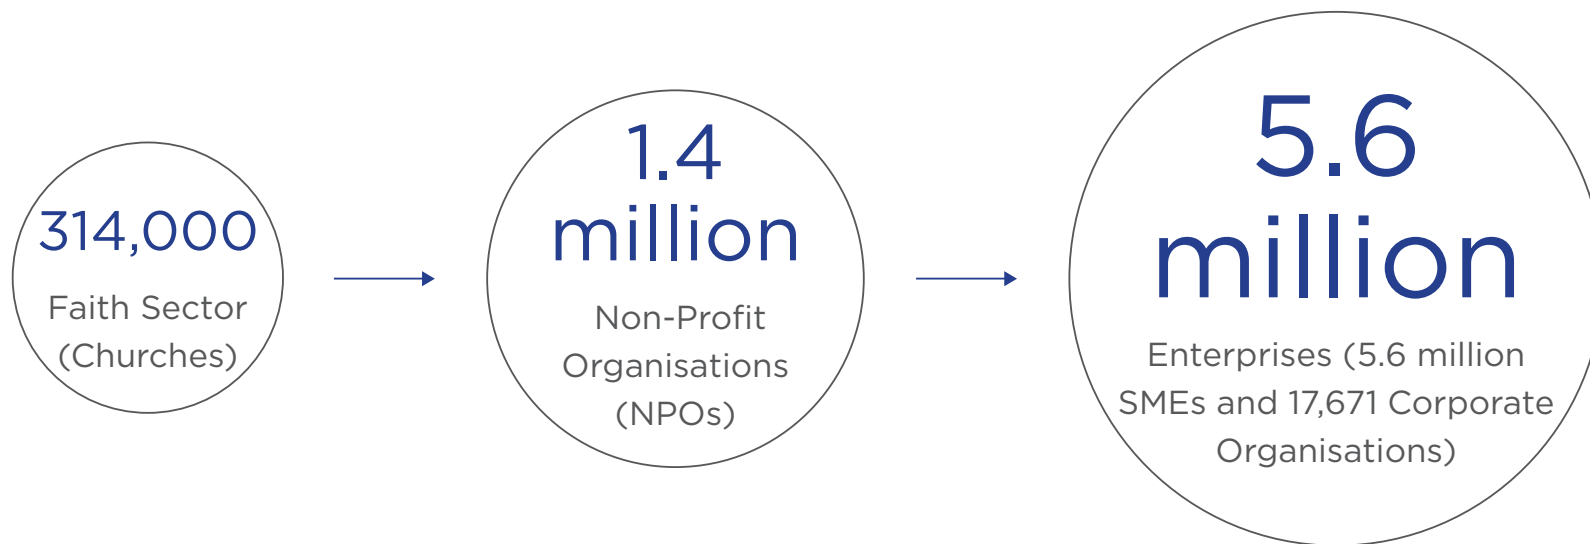 314,000
Faith Sector
(Churches)
1.4
million
Non-Profit
Organisations
(NPOs)
5.6
million
Enterprises (5.6 million
SMEs and 17,671 Corporate
Organisations)